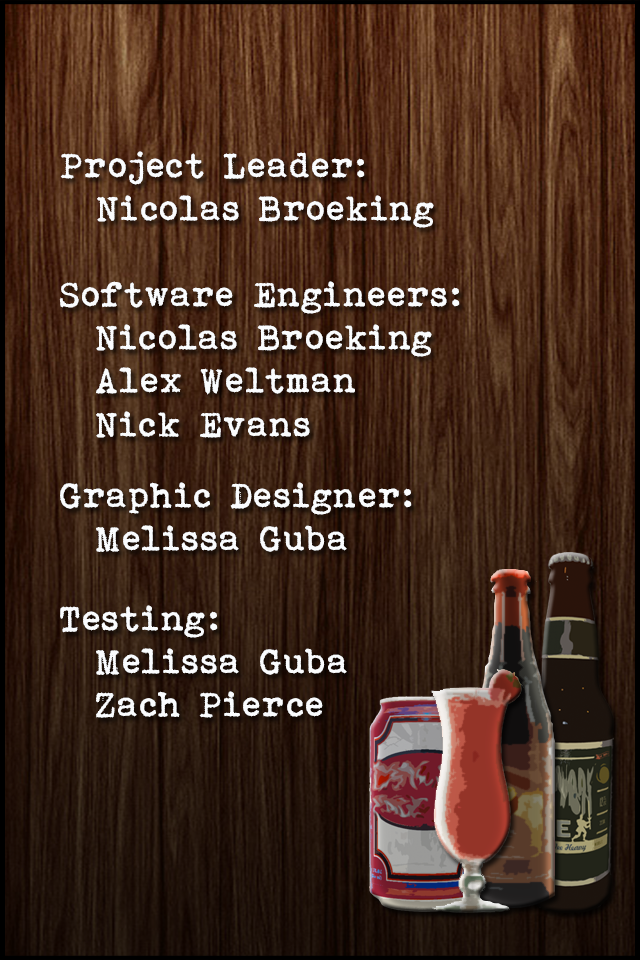 Project Leader:
Nicolas Broeking
Software Engineers:
Nicolas Broeking
Alex Weltman
Nick Evans
Graphic Designer:
Melissa Guba
Testing:
Melissa Guba
Zach Pierce